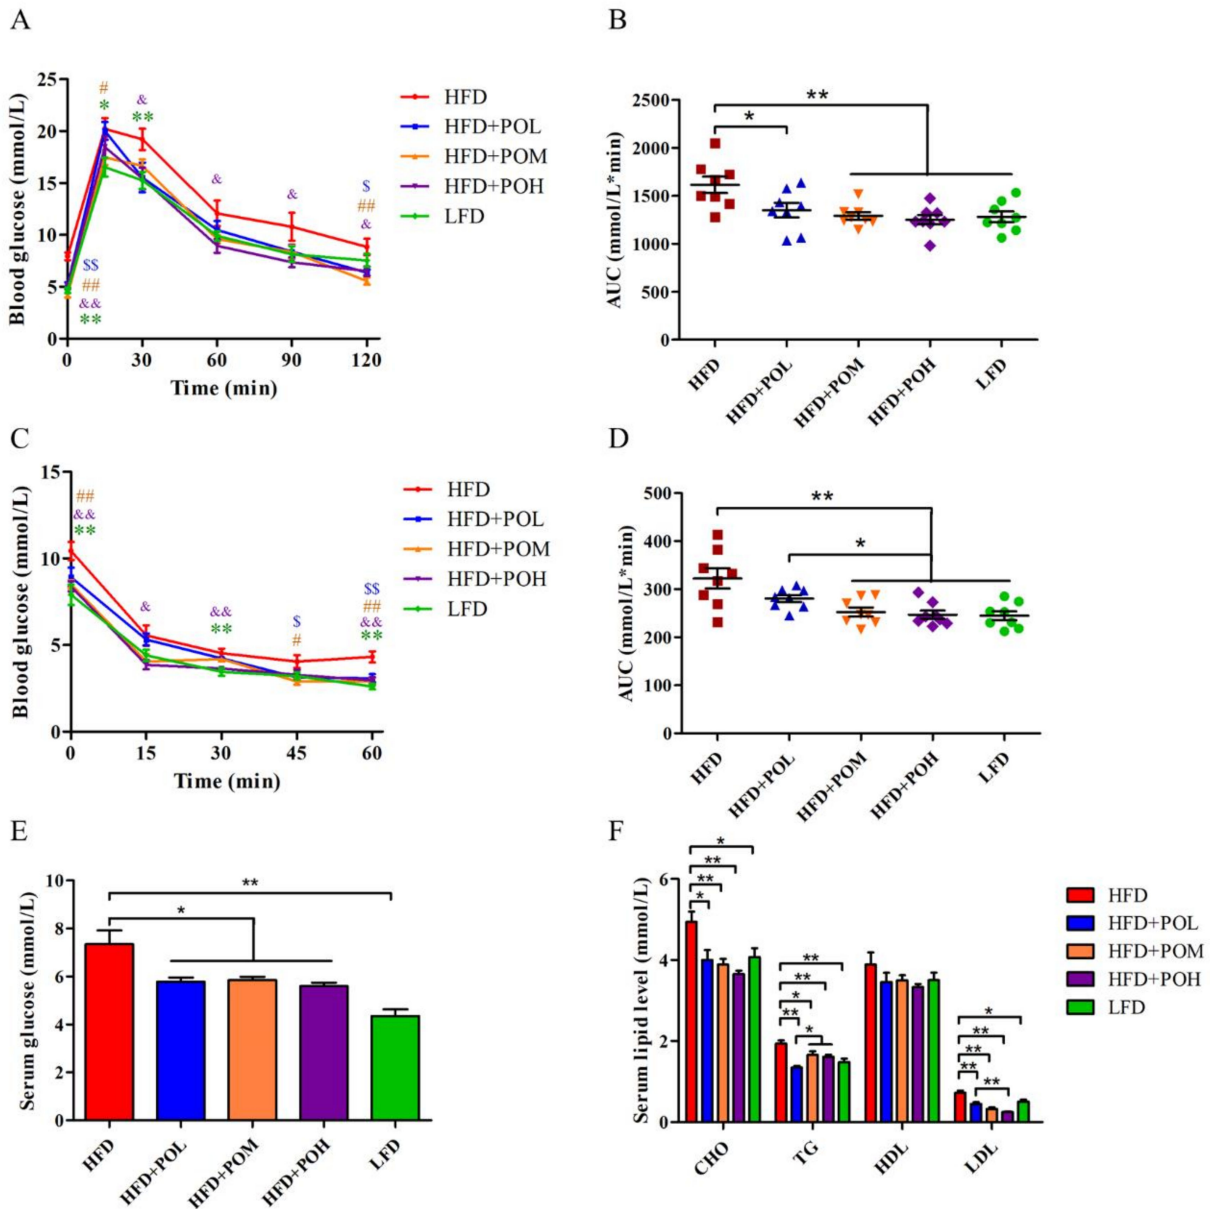 A
Blood glucose (mmol/L)
25
20
15
10
5
0
#
*
&
**
&
&
$
##
&
$$
##
&&
**
0
30
60
90
120
Time (min)
HFD
HFD+POL
HFD+POM
HFD+POH
LFD
B
AUC (mmol/L*min)
2500
2000
1500
1000
500
0
**
*
HFD
HFD+POL
HFD+POM
HFD+POH
LFD
C
Blood glucose (mmol/L)
15
10
5
0
##
&&
**
&
&&
**
$
#
$$
##
&&
**
0
15
30
45
60
Time (min)
HFD
HFD+POL
HFD+POM
HFD+POH
LFD
D
AUC (mmol/L*min)
500
400
300
200
100
0
**
*
HFD
HFD+POL
HFD+POM
HFD+POH
LFD
E
Serum glucose (mmol/L)
10
8
6
4
2
0
**
*
HFD
HFD+POL
HFD+POM
HFD+POH
LFD
F
Serum lipid level (mmol/L)
6
4
2
0
*
**
**
*
**
**
*
**
*
*
**
**
**
**
CHO
TG
HDL
LDL
HFD
HFD+POL
HFD+POM
HFD+POH
LFD